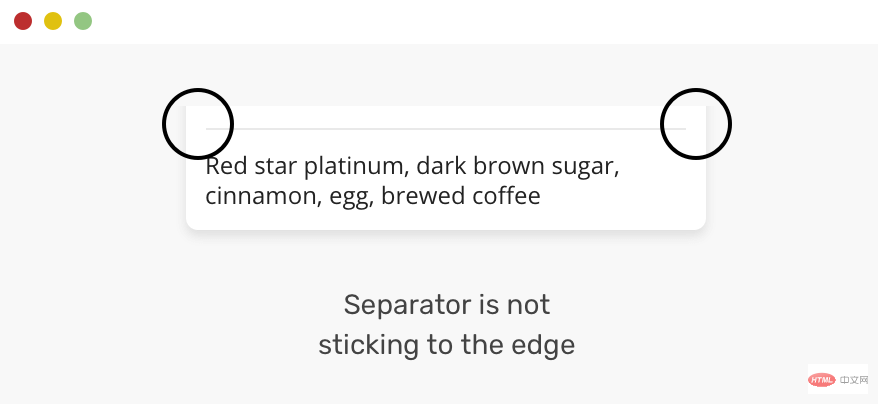 Red star platinum, dark brown sugar,
cinnamon, egg, brewed coffee
Separator is not
sticking to the edge
HTML 中文网